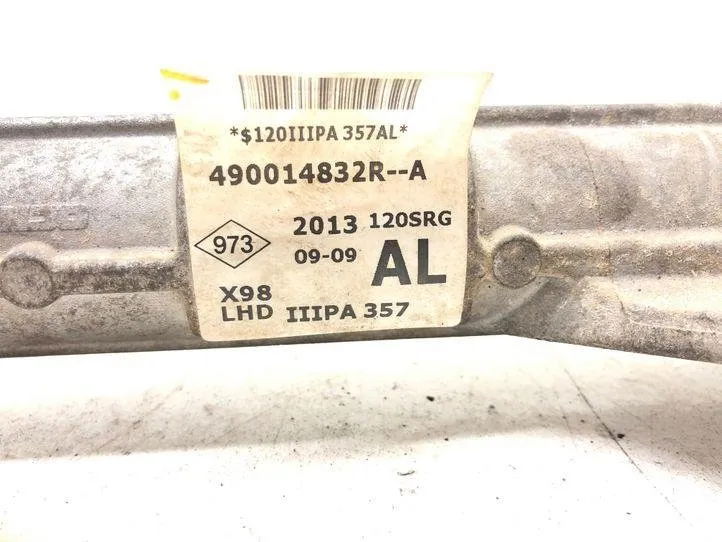 *$120IIIPA 357AL*
490014832R--A
973
2013 120SRG
09-09 AL
X98
LHD IIIPA 357